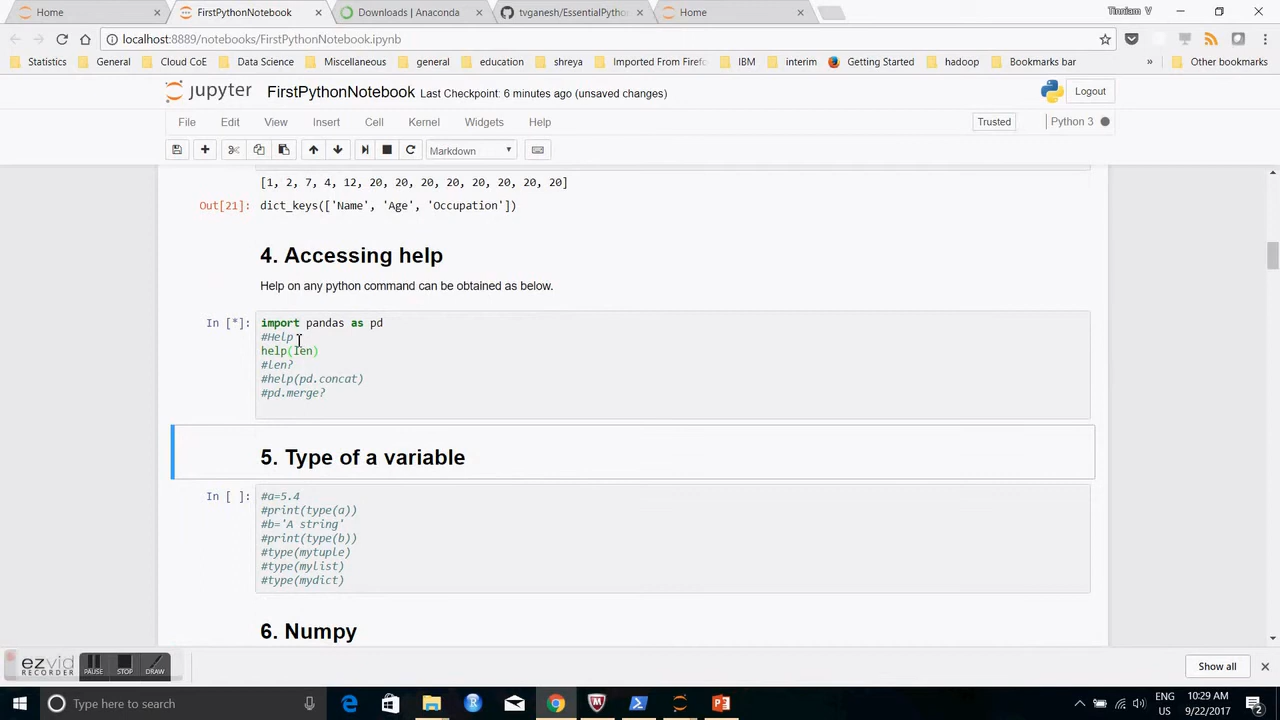 Home
FirstPythonNotebook
Downloads | Anaconda
tvganesh/EssentialPytho
Home
localhost:8889/notebooks/FirstPythonNotebook.ipynb
Statistics
General
Cloud CoE
Data Science
Miscellaneous
general
education
shreya
Imported From Firefo
interim
IBM
Getting Started
hadoop
Bookmarks bar
»
Other bookmarks
jupyter
FirstPythonNotebook Last Checkpoint: 6 minutes ago (unsaved changes)
Logout
File Edit View Insert Cell Kernel Widgets Help
Trusted
Python 3
Markdown
[1, 2, 7, 4, 12, 20, 20, 20, 20, 20, 20, 20, 20]
Out[21]: dict_keys(['Name', 'Age', 'Occupation'])
4. Accessing help
Help on any python command can be obtained as below.
In [*]: import pandas as pd
#Help
help(len)
#len?
#help(pd.concat)
#pd.merge?
5. Type of a variable
In [ ]: #a=5.4
#print(type(a))
#b='A string'
#print(type(b))
#type(mytuple)
#type(mylist)
#type(mydict)
6. Numpy
ezvid
RECORDER
PAUSE
STOP
DRAW
Show all
Type here to search
ENG
US
10:29 AM
9/22/2017